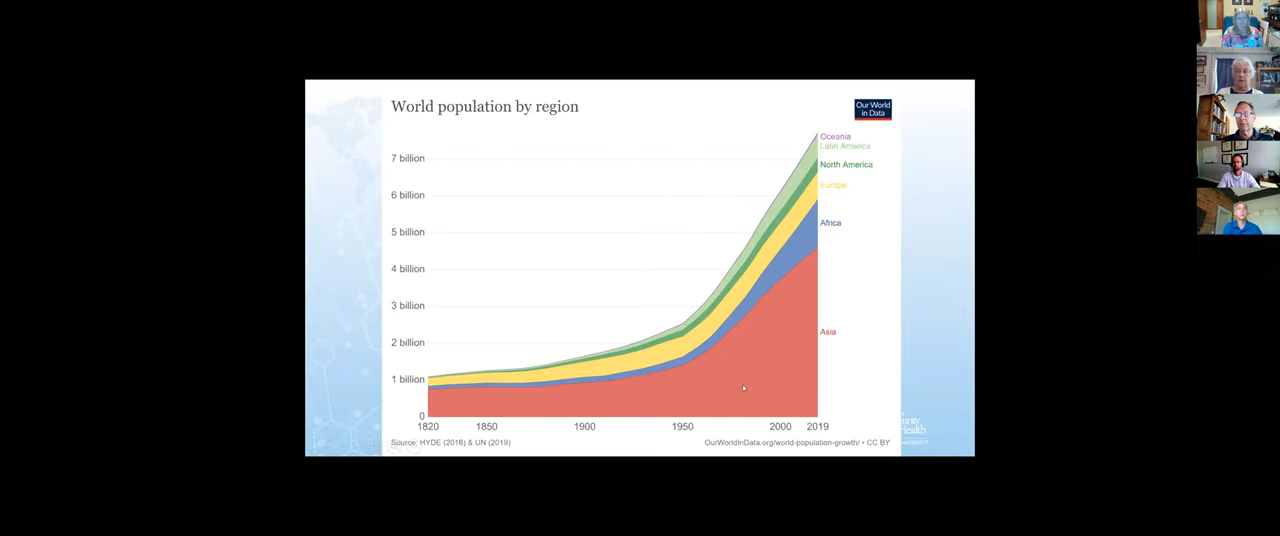 World population by region
Our World
in Data
Oceania
Latin America
7 billion
North America
Europe
6 billion
Africa
5 billion
4 billion
3 billion
Asia
2 billion
1 billion
0
1820
1850
1900
1950
2000
2019
Health
Source: HYDE (2016) & UN (2019)
OurWorldInData.org/world-population-growth/ • CC BY